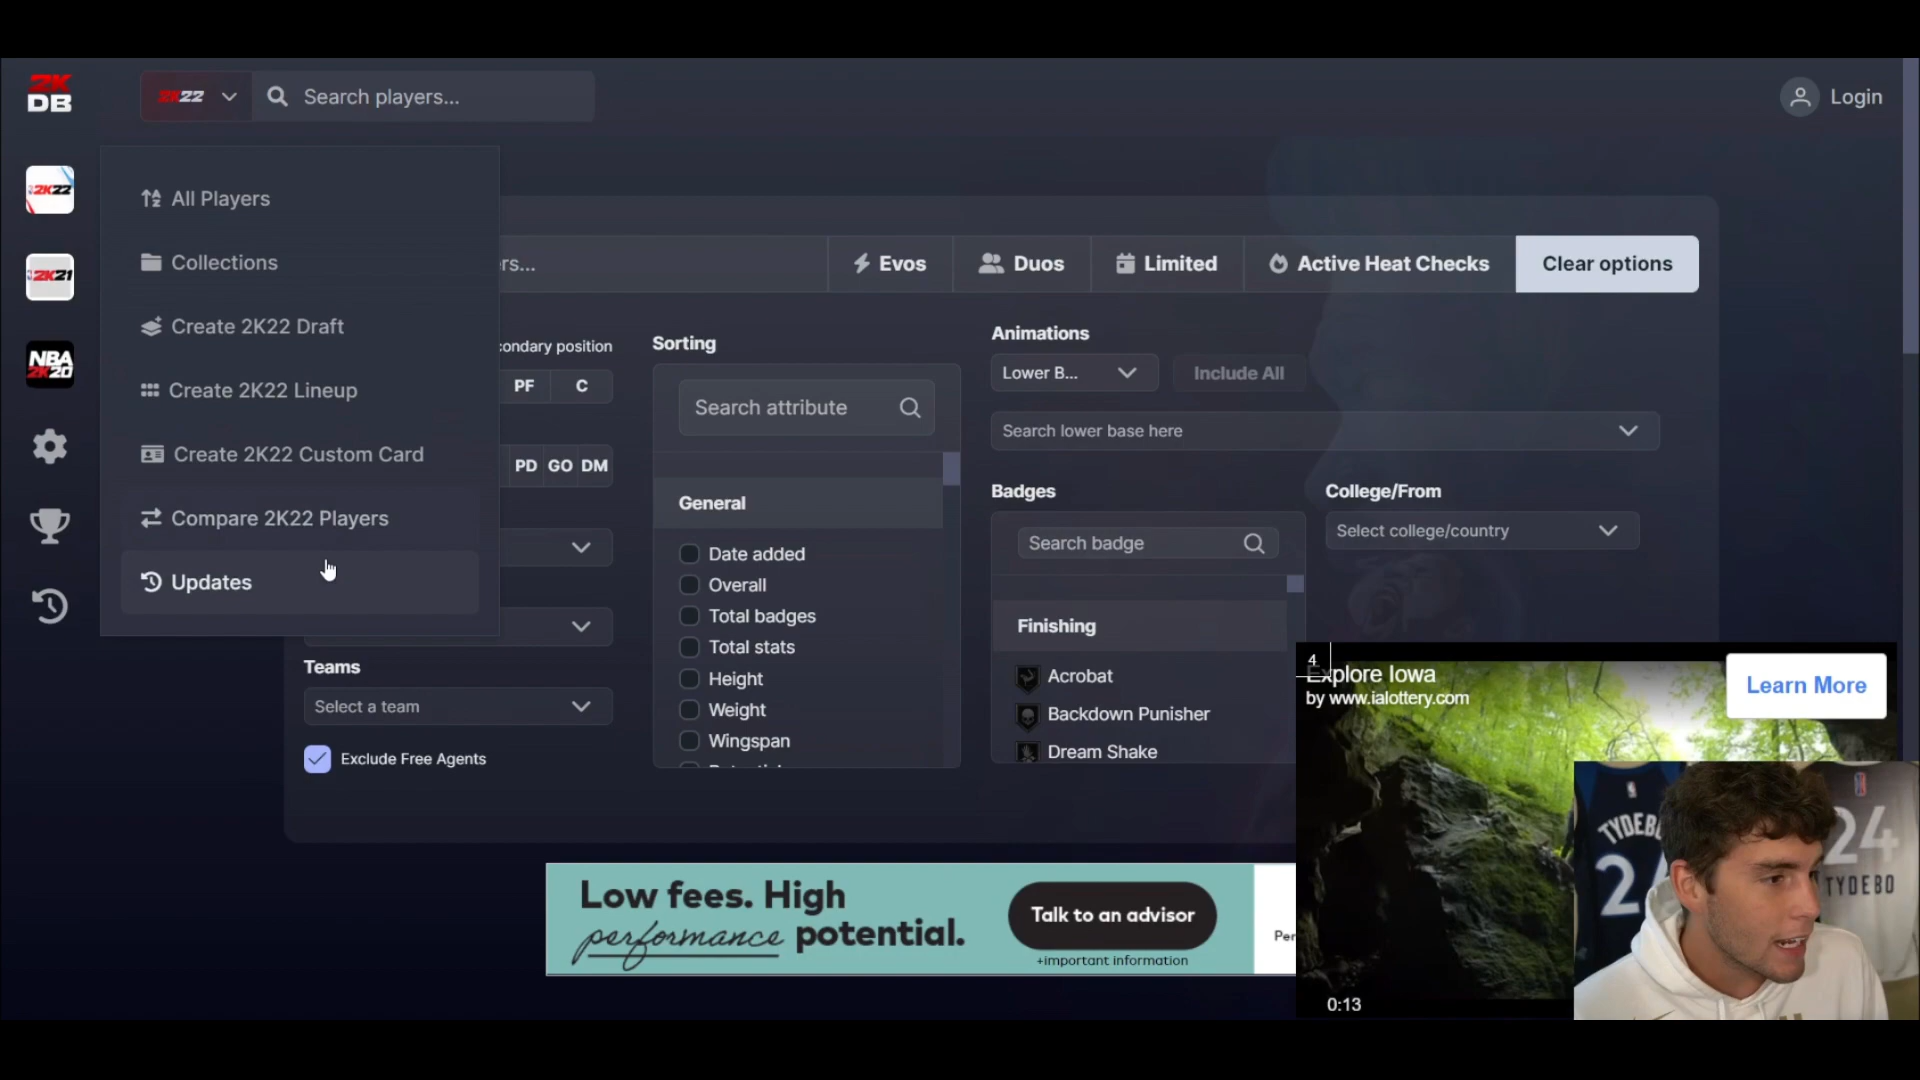 2K
DB
2K22
Search players...
Login
2K22
2K21
NBA
2K20
All Players
Collections
Create 2K22 Draft
Create 2K22 Lineup
Create 2K22 Custom Card
Compare 2K22 Players
Updates
rs...
Evos
Duos
Limited
Active Heat Checks
Clear options
condary position
PF
C
PD GO DM
Teams
Select a team
Exclude Free Agents
Sorting
Search attribute
General
Date added
Overall
Total badges
Total stats
Height
Weight
Wingspan
Animations
Lower B...
Include All
Search lower base here
Badges
Search badge
Finishing
Acrobat
Backdown Punisher
Dream Shake
College/From
Select college/country
4
Explore Iowa
by www.ialottery.com
Learn More
0:13
TYDEB
2
24
TYDEBO
Low fees. High
performance potential.
Talk to an advisor
+important information
Per